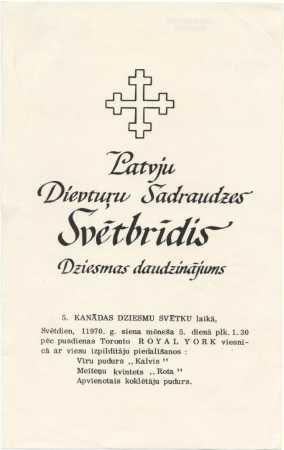 Latvju
Dievtuŗu Sadraudzes
Svētbrīdis
Dziesmas daudzinājums
5. KANĀDAS DZIESMU SVĒTKU laikā,
Svētdien, 11970. g. siena mēneša 5. dienā plk. 1.30
pēc pusdienas Toronto ROYAL YORK viesnī-
cā ar viesu izpildītāju piedalīšanos :
Vīru pudurs ,,Kalvis"
Meiteņu kvintets ,,Rota"
Apvienotais koklētāju pudurs.